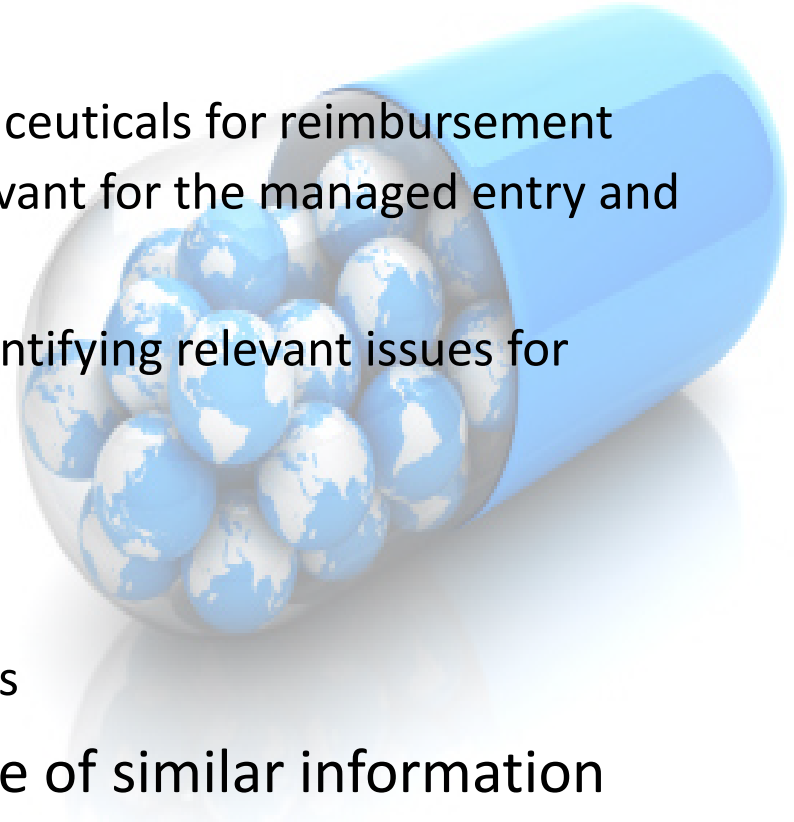 ceuticals for reimbursement
vant for the managed entry and
ntifying relevant issues for
s
e of similar information